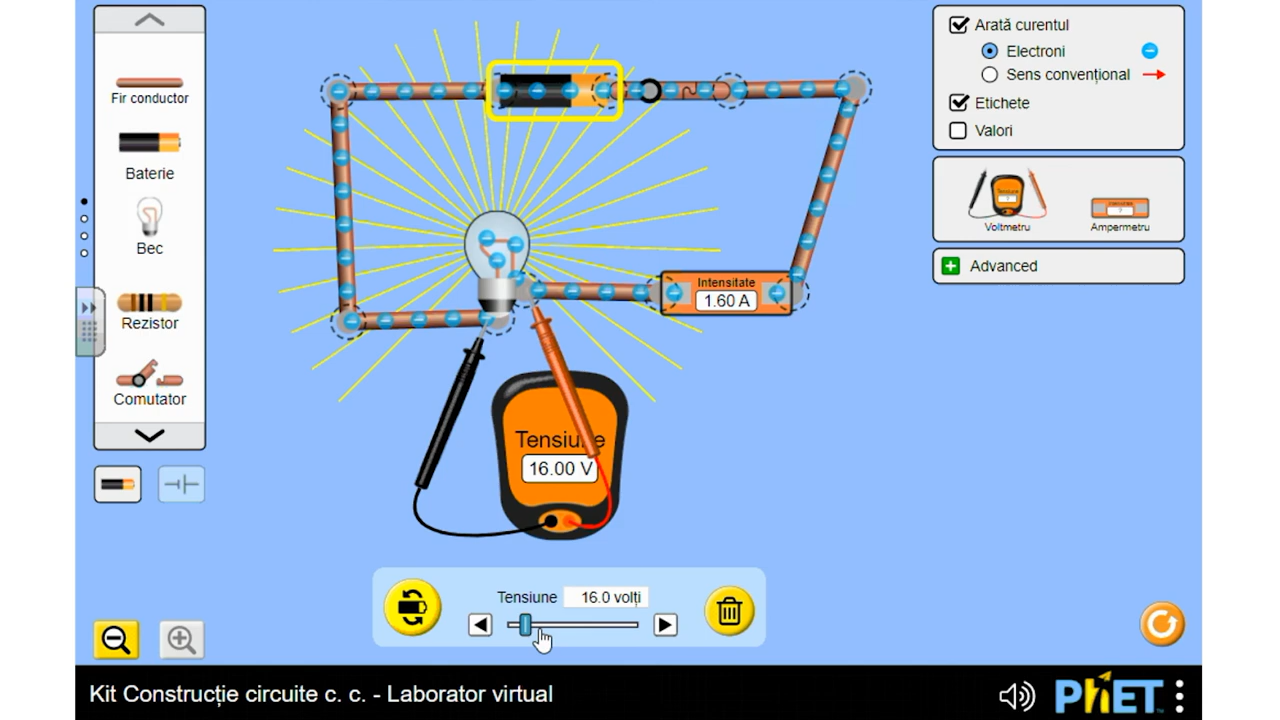 Fir conductor
Baterie
Bec
Rezistor
Comutator
Arată curentul
Electroni
Sens convențional
Etichete
Valori
Tensiune
?
Voltmetru
?
Ampermetru
Advanced
Intensitate
1.60 A
Tensiune
16.00 V
Tensiune 16.0 volți
Kit Construcție circuite c. c. - Laborator virtual
PhET